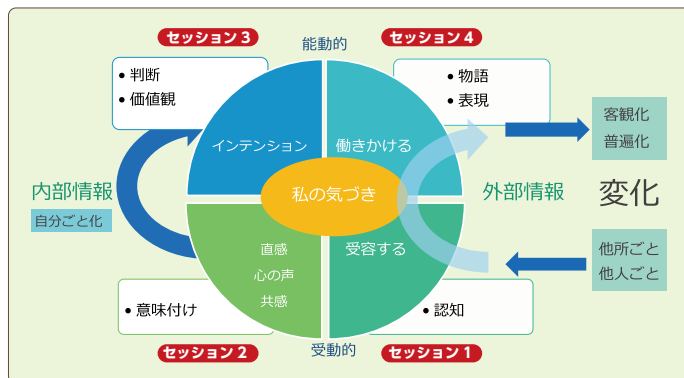 セッション3
能動的
セッション4
• 判断
• 価値観
• 物語
• 表現
客観化
普遍化
インテンション
働きかける
内部情報
自分ごと化
私の気づき
外部情報
変化
直感
心の声
共感
受容する
他所ごと
他人ごと
• 意味付け
• 認知
セッション2
受動的
セッション1